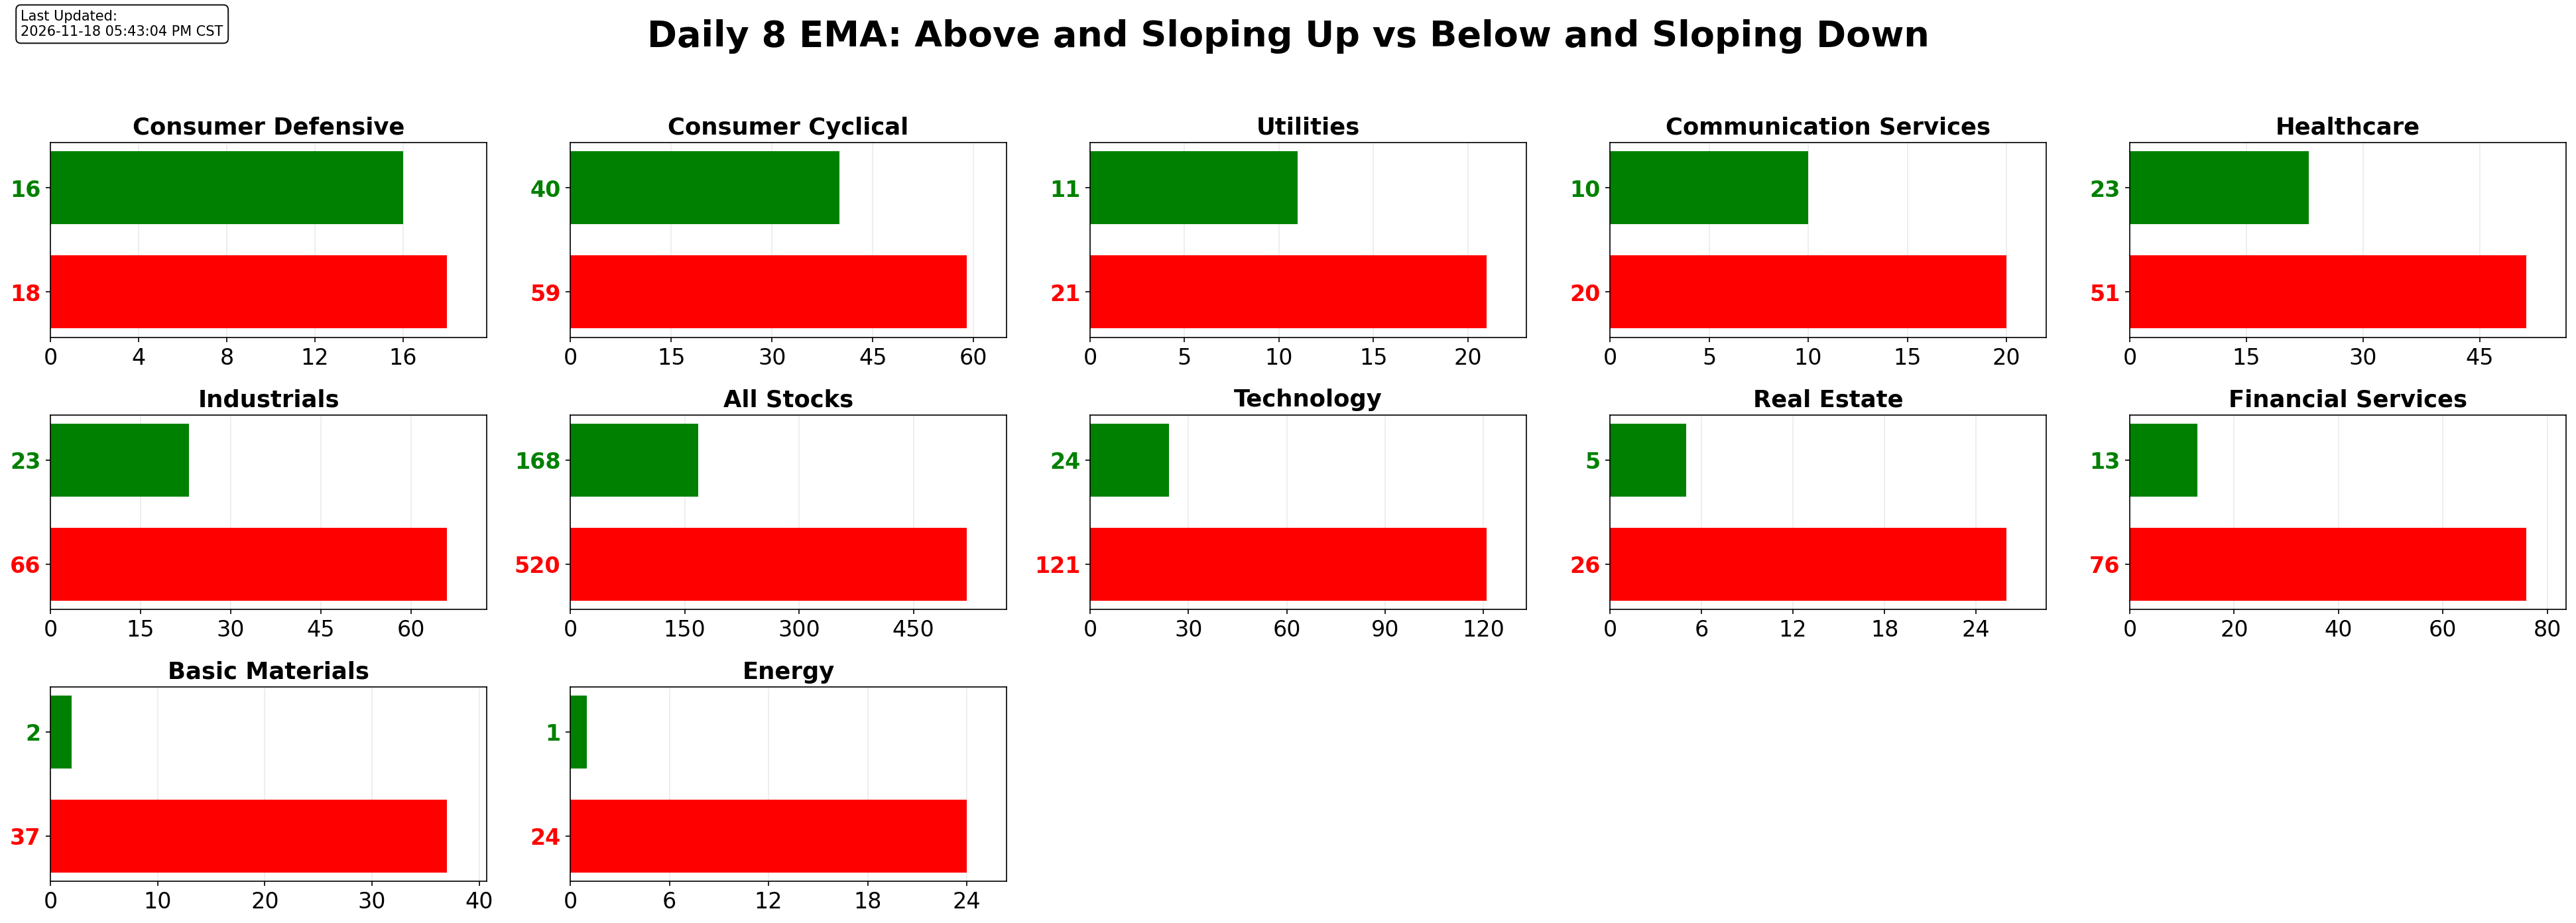 Last Updated:
2026-11-18 05:43:04 PM CST
Daily 8 EMA: Above and Sloping Up vs Below and Sloping Down
Consumer Defensive
16
18
0 4 8 12 16
Consumer Cyclical
40
59
0 15 30 45 60
Utilities
11
21
0 5 10 15 20
Communication Services
10
20
0 5 10 15 20
Healthcare
23
51
0 15 30 45
Industrials
23
66
0 15 30 45 60
All Stocks
168
520
0 150 300 450
Technology
24
121
0 30 60 90 120
Real Estate
5
26
0 6 12 18 24
Financial Services
13
76
0 20 40 60 80
Basic Materials
2
37
0 10 20 30 40
Energy
1
24
0 6 12 18 24